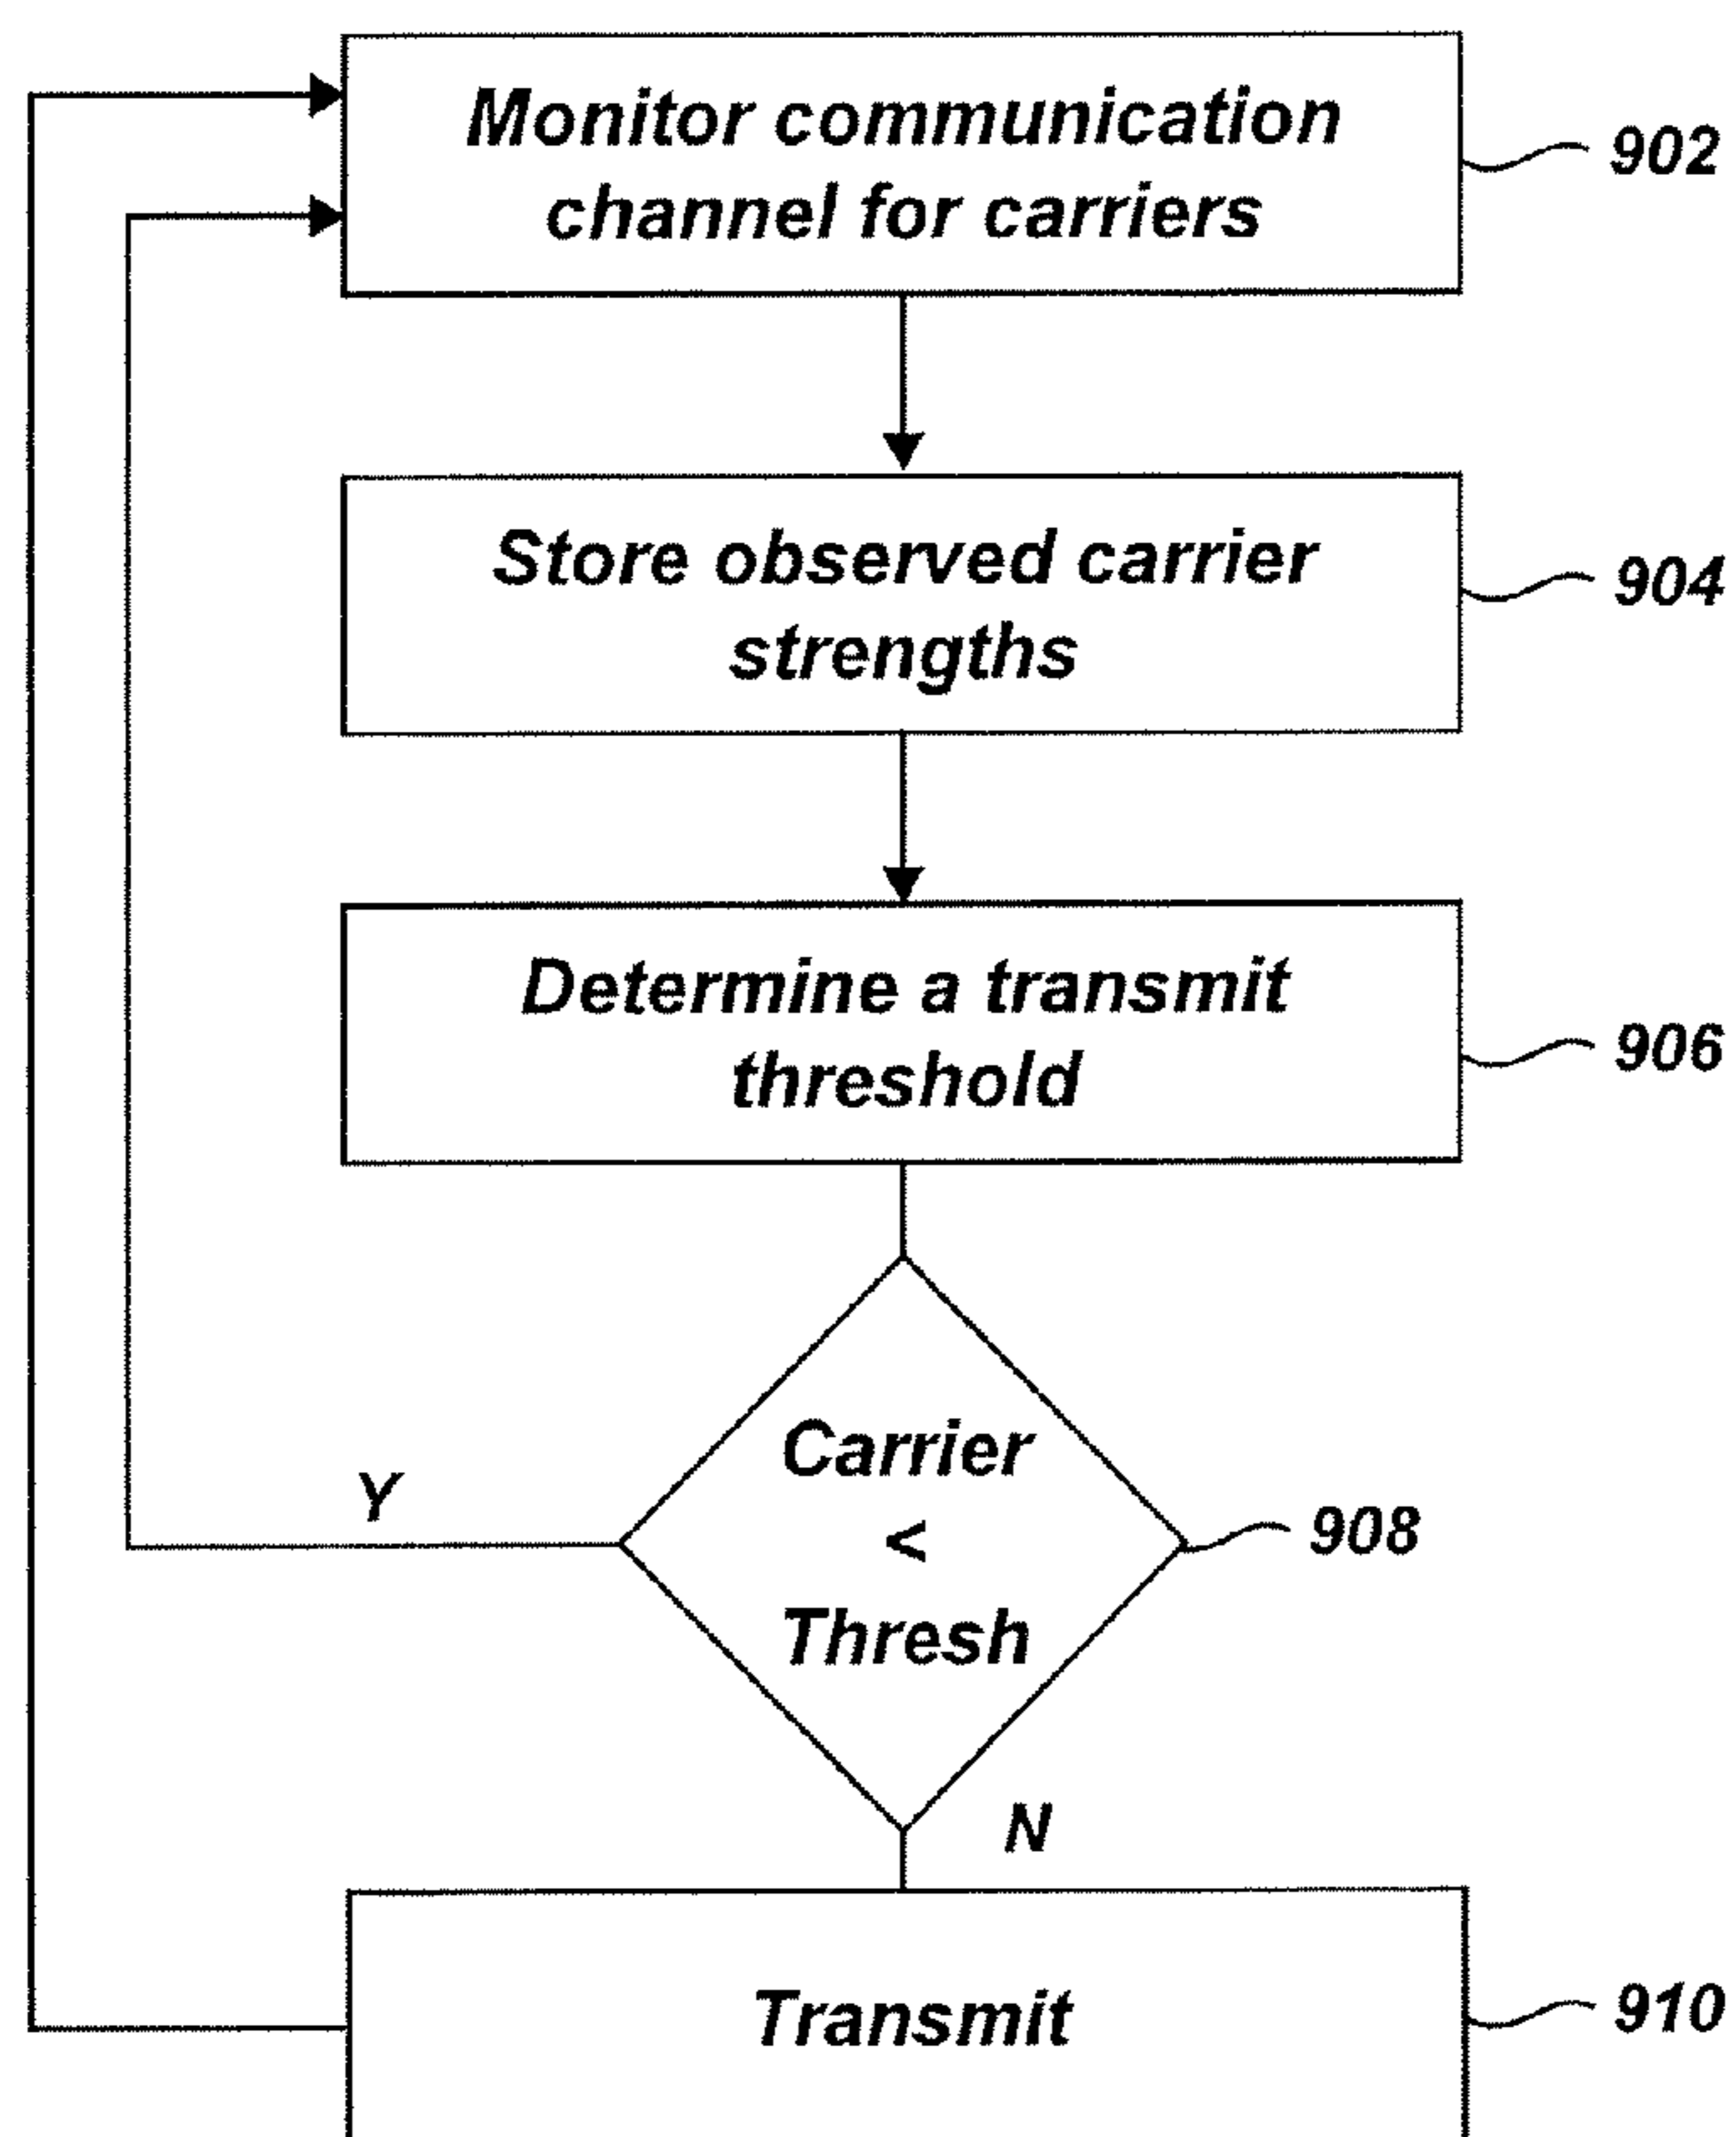 Monitor communication
channel for carriers
902
Store observed carrier
strengths
904
Determine a transmit
threshold
906
Carrier
<
Thresh
908
Y
N
Transmit
910